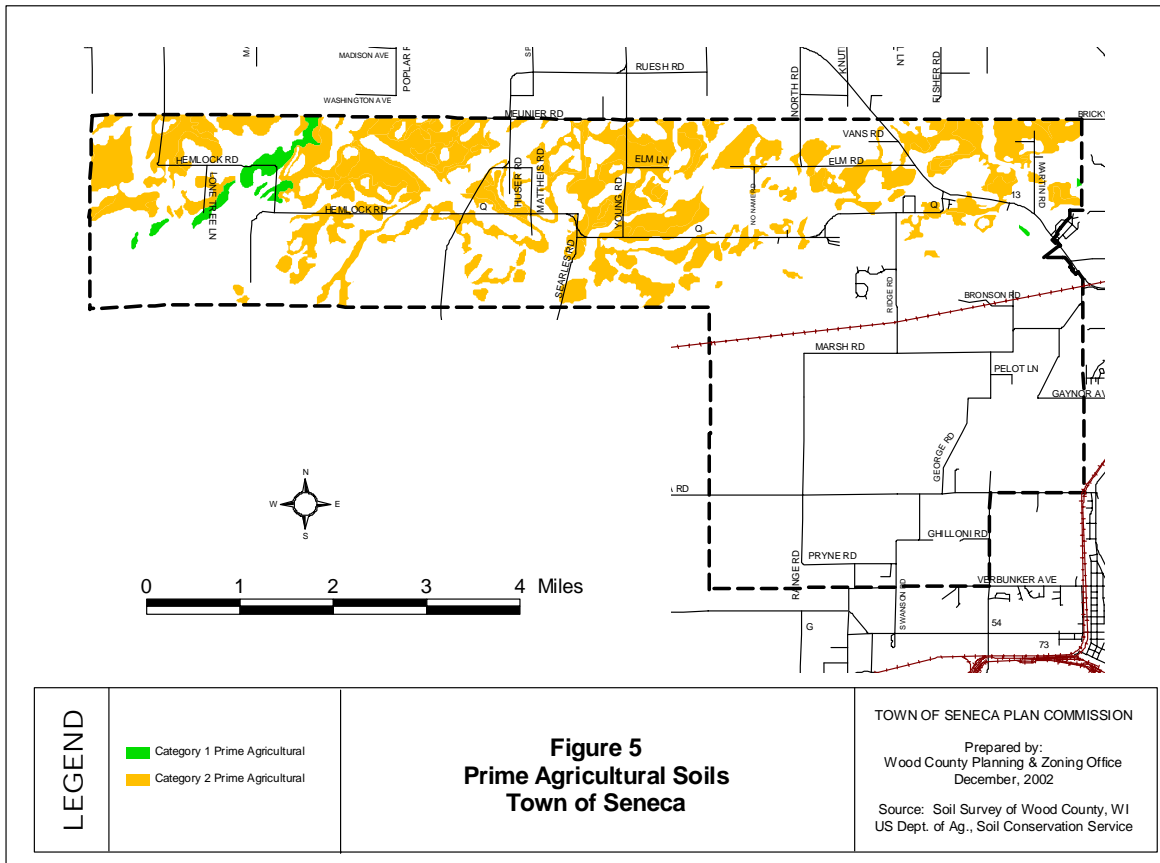 MADISON AVE
POPLAR R
RUESH RD
WASHINGTON AVE
MEUNIER RD
NORTH RD
KNUT
L LN
FISHER RD
BRICKY
VANS RD
HEMLOCK RD
LONE TREE LN
HUSER RD
MATTHEIS RD
ELM LN
YOUNG RD
ELM RD
NO NAME RD
MARTIN RD
HEMLOCK RD
Q
Q
Q
13
SEARLES RD
RIDGE RD
BRONSON RD
MARSH RD
PELOT LN
GAYNOR AV
GEORGE RD
A RD
GHILLONI RD
PRYNE RD
RANGE RD
SWANSON RD
VERBUNKER AVE
G
54
73
N
W E
S
0 1 2 3 4 Miles
LEGEND
Category 1 Prime Agricultural
Category 2 Prime Agricultural
Figure 5
Prime Agricultural Soils
Town of Seneca
TOWN OF SENECA PLAN COMMISSION
Prepared by:
Wood County Planning & Zoning Office
December, 2002
Source: Soil Survey of Wood County, WI
US Dept. of Ag., Soil Conservation Service